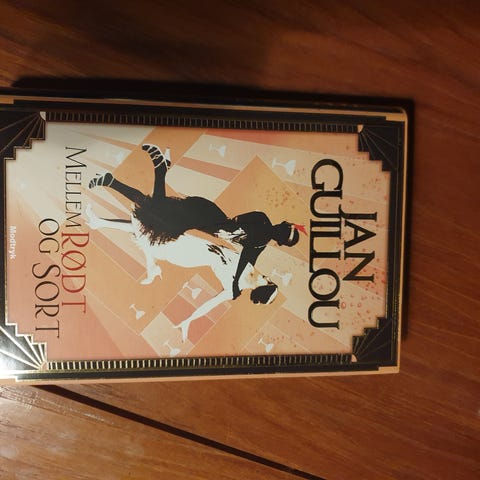 JAN
GUILLOU
MELLEM RØDT
OG SORT
Modtryk